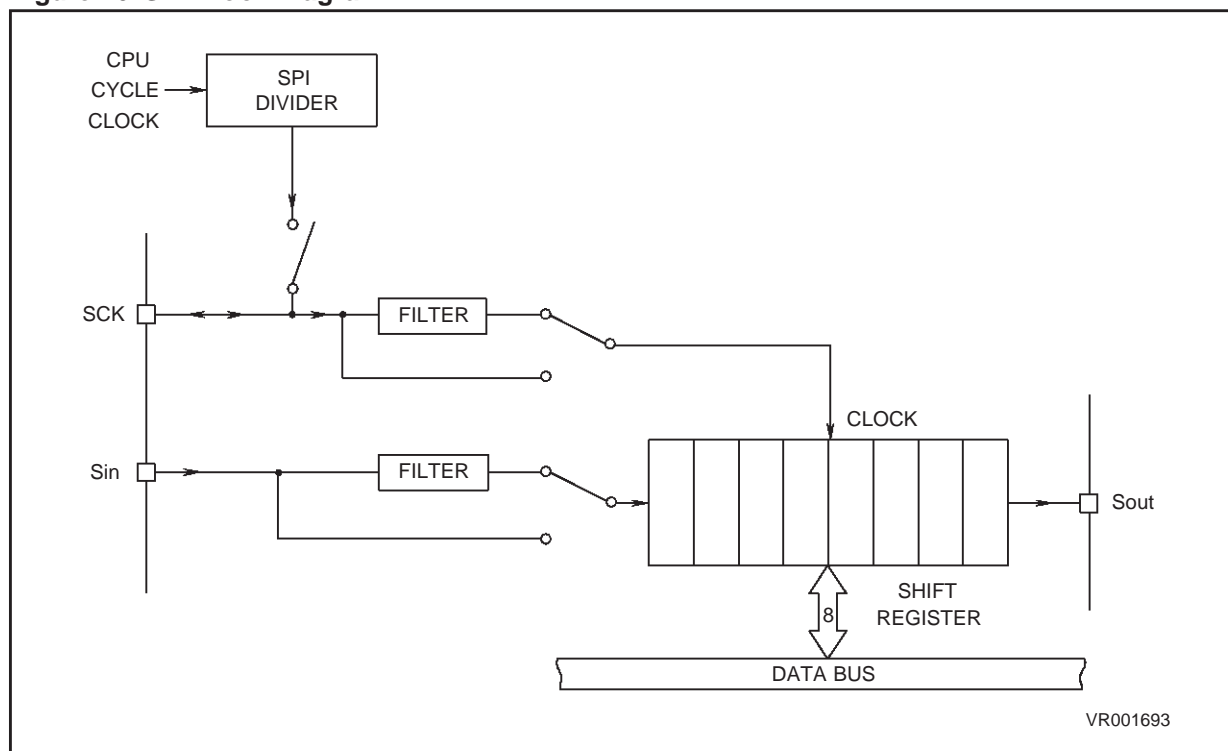 CPU
CYCLE
CLOCK
SPI
DIVIDER
SCK
FILTER
CLOCK
Sin
FILTER
Sout
SHIFT
REGISTER
8
DATA BUS
VR001693